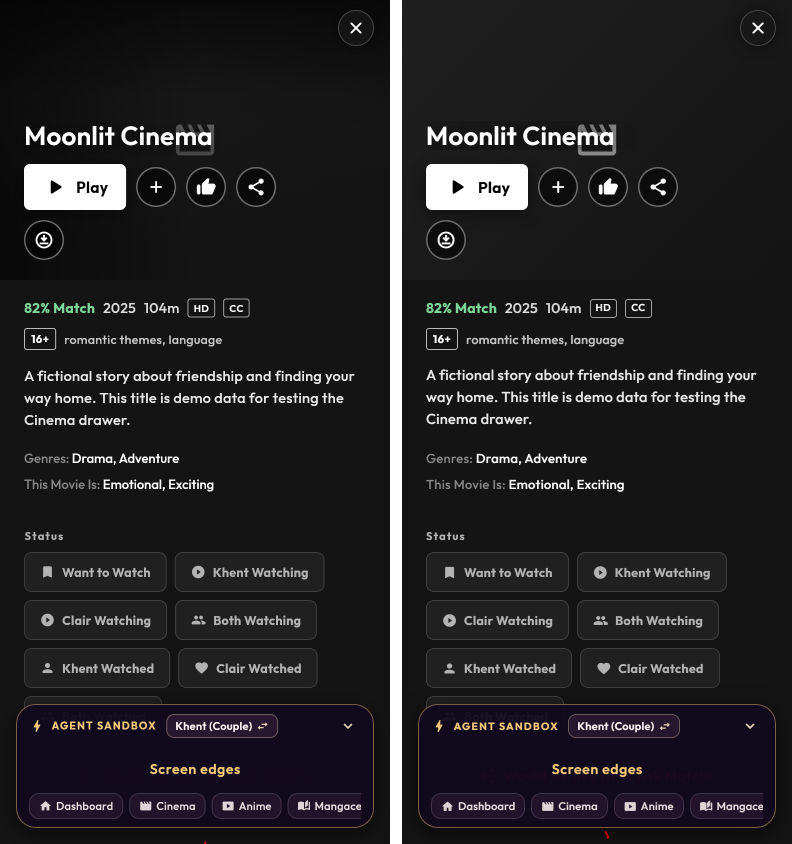 Moonlit Cinema
Play
82% Match 2025 104m HD CC
16+ romantic themes, language
A fictional story about friendship and finding your
way home. This title is demo data for testing the
Cinema drawer.
Genres: Drama, Adventure
This Movie Is: Emotional, Exciting
Status
Want to Watch Khent Watching
Clair Watching Both Watching
Khent Watched Clair Watched
AGENT SANDBOX Khent (Couple)
Screen edges
Dashboard Cinema Anime Mangace
Moonlit Cinema
Play
82% Match 2025 104m HD CC
16+ romantic themes, language
A fictional story about friendship and finding your
way home. This title is demo data for testing the
Cinema drawer.
Genres: Drama, Adventure
This Movie Is: Emotional, Exciting
Status
Want to Watch Khent Watching
Clair Watching Both Watching
Khent Watched Clair Watched
AGENT SANDBOX Khent (Couple)
Screen edges
Dashboard Cinema Anime Mangace